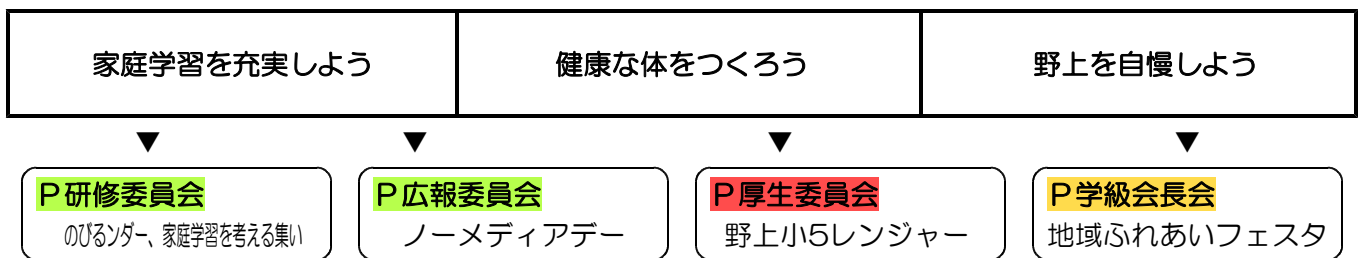 家庭学習を充実しよう
健康な体をつくろう
野上を自慢しよう
▼ ▼ ▼ ▼
P研修委員会
のびるンダー、家庭学習を考える集い
P広報委員会
ノーメディアデー
P厚生委員会
野上小5レンジャー
P学級会長会
地域ふれあいフェスタ